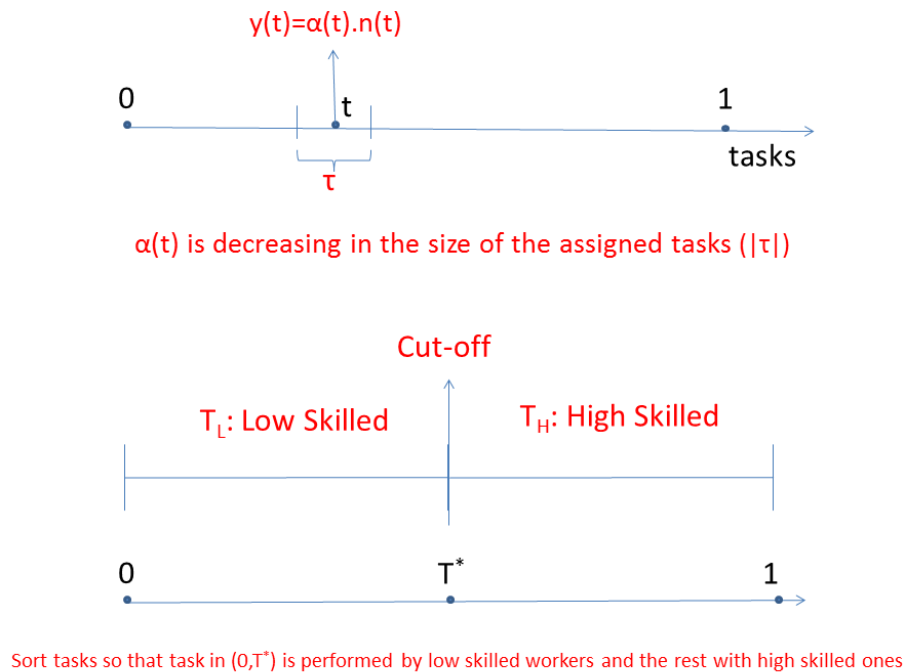 y(t)=α(t).n(t)
0 t 1
tasks
τ
α(t) is decreasing in the size of the assigned tasks (|τ|)
Cut-off
T_L: Low Skilled T_H: High Skilled
0 T* 1
Sort tasks so that task in (0,T*) is performed by low skilled workers and the rest with high skilled ones